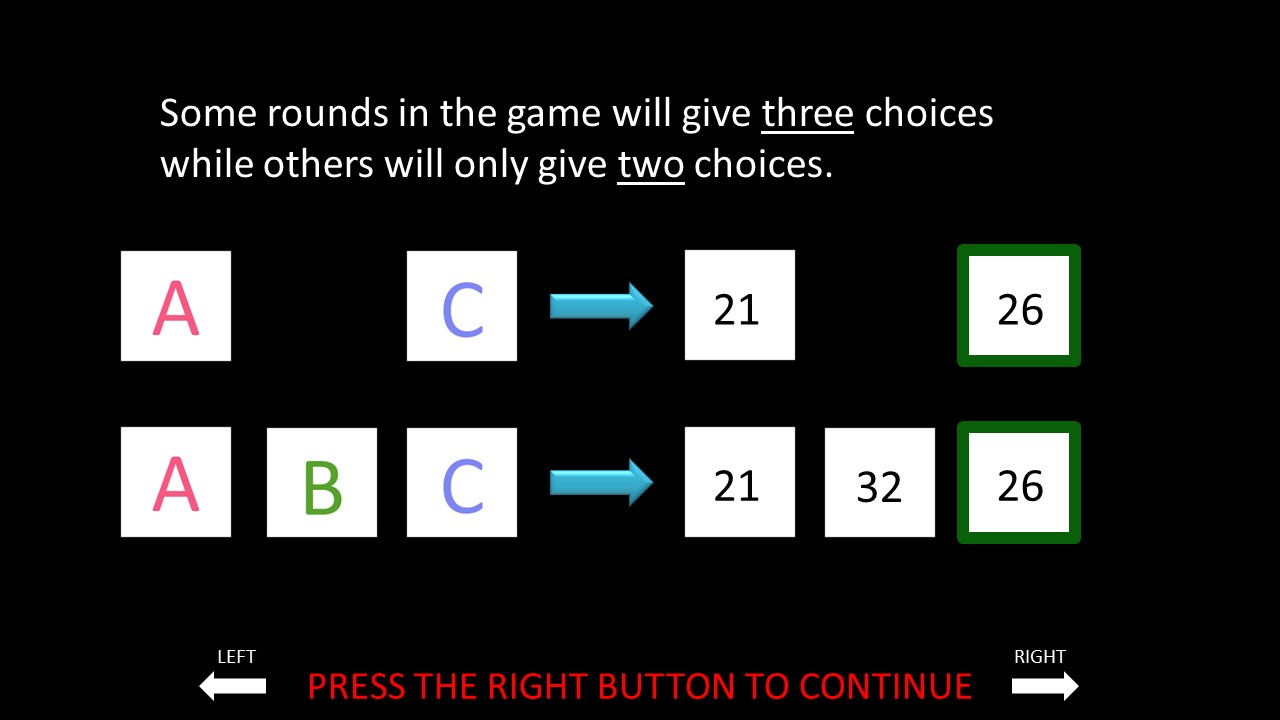 Some rounds in the game will give three choices
while others will only give two choices.
A C 21 26
A B C 21 32 26
LEFT RIGHT
PRESS THE RIGHT BUTTON TO CONTINUE